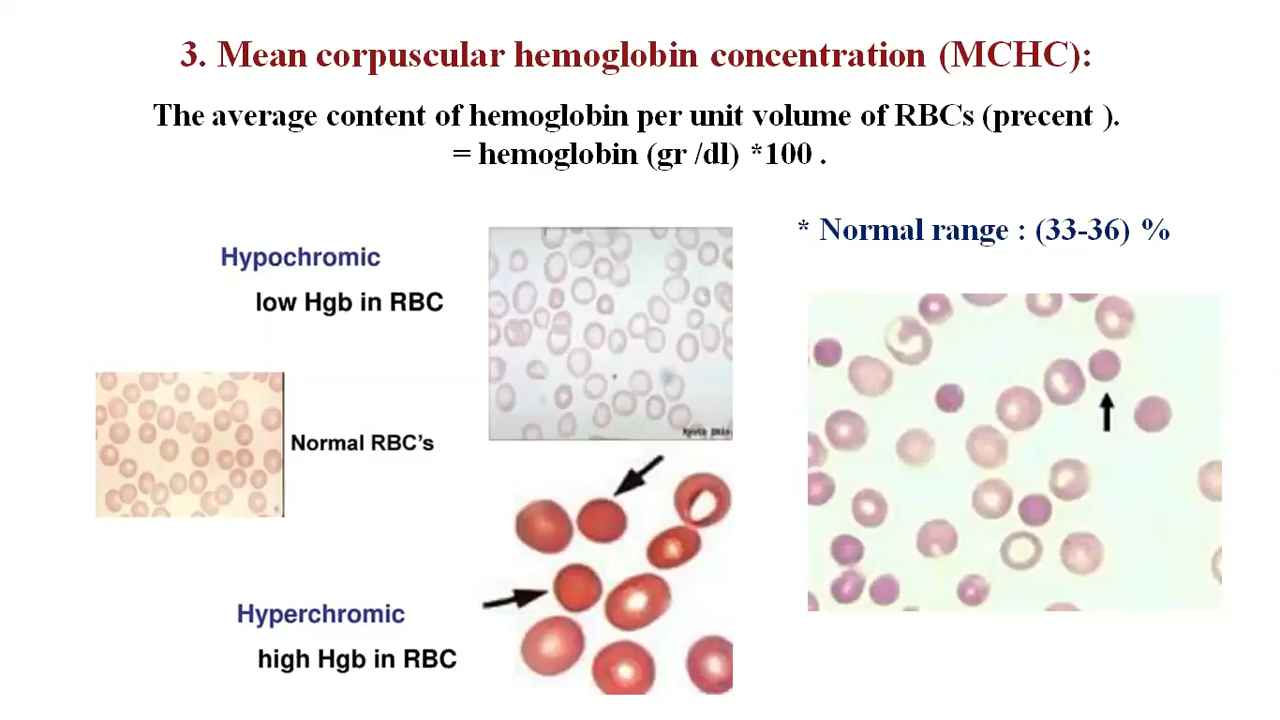 3. Mean corpuscular hemoglobin concentration (MCHC):
The average content of hemoglobin per unit volume of RBCs (precent ).
= hemoglobin (gr /dl) *100 .
* Normal range : (33-36) %
Hypochromic
low Hgb in RBC
Normal RBC's
Hyperchromic
high Hgb in RBC